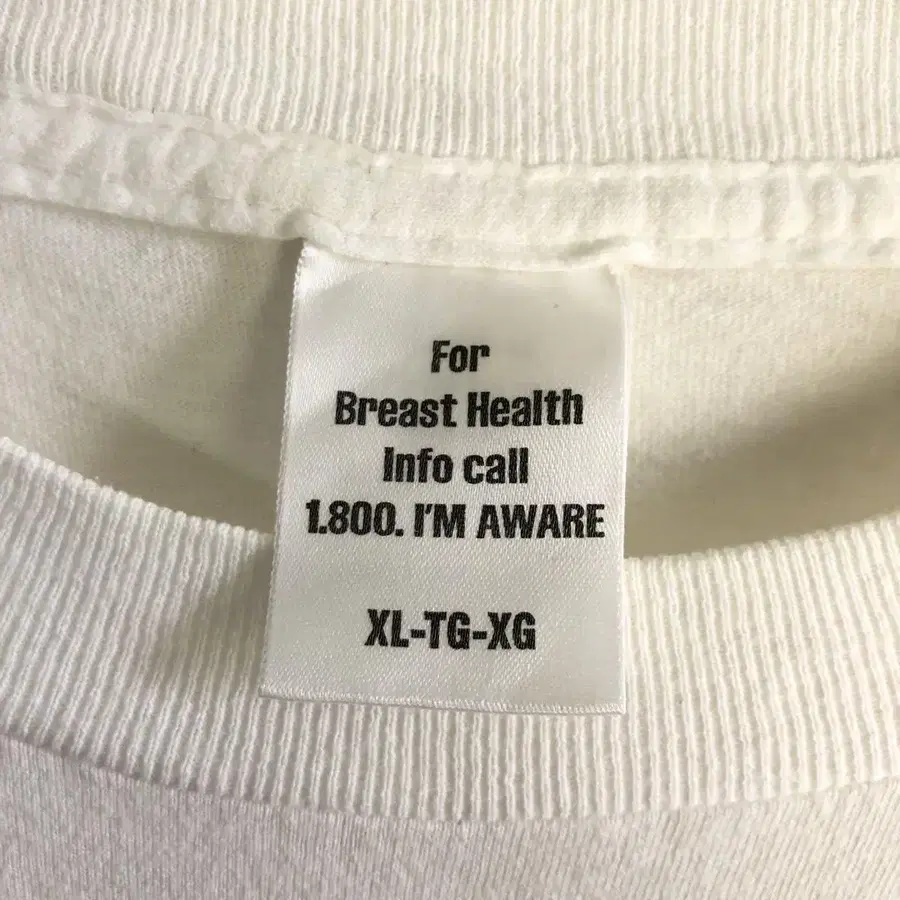 For
Breast Health
Info call
1.800. I'M AWARE
XL-TG-XG